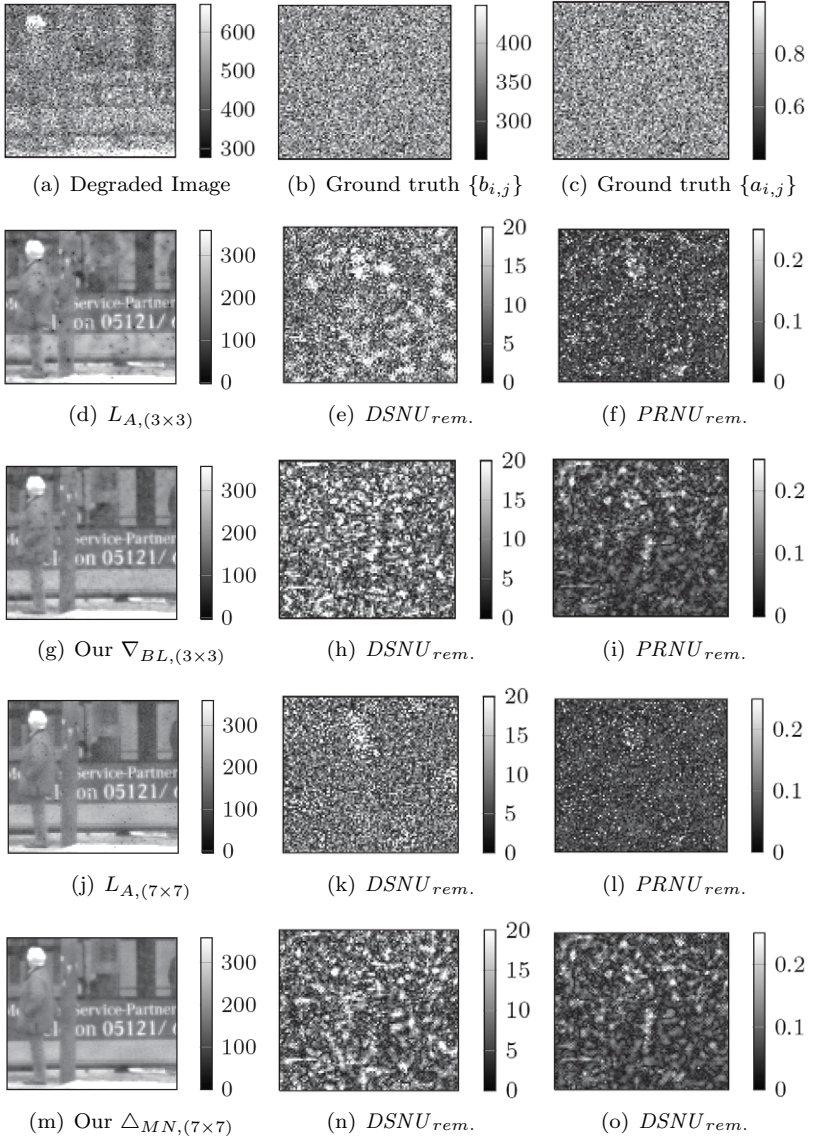 600
500
400
300
400
300
0.8
0.6
(a) Degraded Image
(b) Ground truth {b_{i,j}}
(c) Ground truth {a_{i,j}}
Service-Partner
on 05121/
300
200
100
0
20
15
10
5
0
0.2
0.1
0
(d) L_{A,(3×3)}
(e) DSNU_{rem.}
(f) PRNU_{rem.}
Service-Partner
on 05121/ 6
300
200
100
0
20
15
10
5
0
0.2
0.1
0
(g) Our ∇_{BL,(3×3)}
(h) DSNU_{rem.}
(i) PRNU_{rem.}
Service-Partner
on 05121/ 6
300
200
100
0
20
15
10
5
0
0.2
0.1
0
(j) L_{A,(7×7)}
(k) DSNU_{rem.}
(l) PRNU_{rem.}
Service-Partner
on 05121/ 6
300
200
100
0
20
15
10
5
0
0.2
0.1
0
(m) Our △_{MN,(7×7)}
(n) DSNU_{rem.}
(o) DSNU_{rem.}